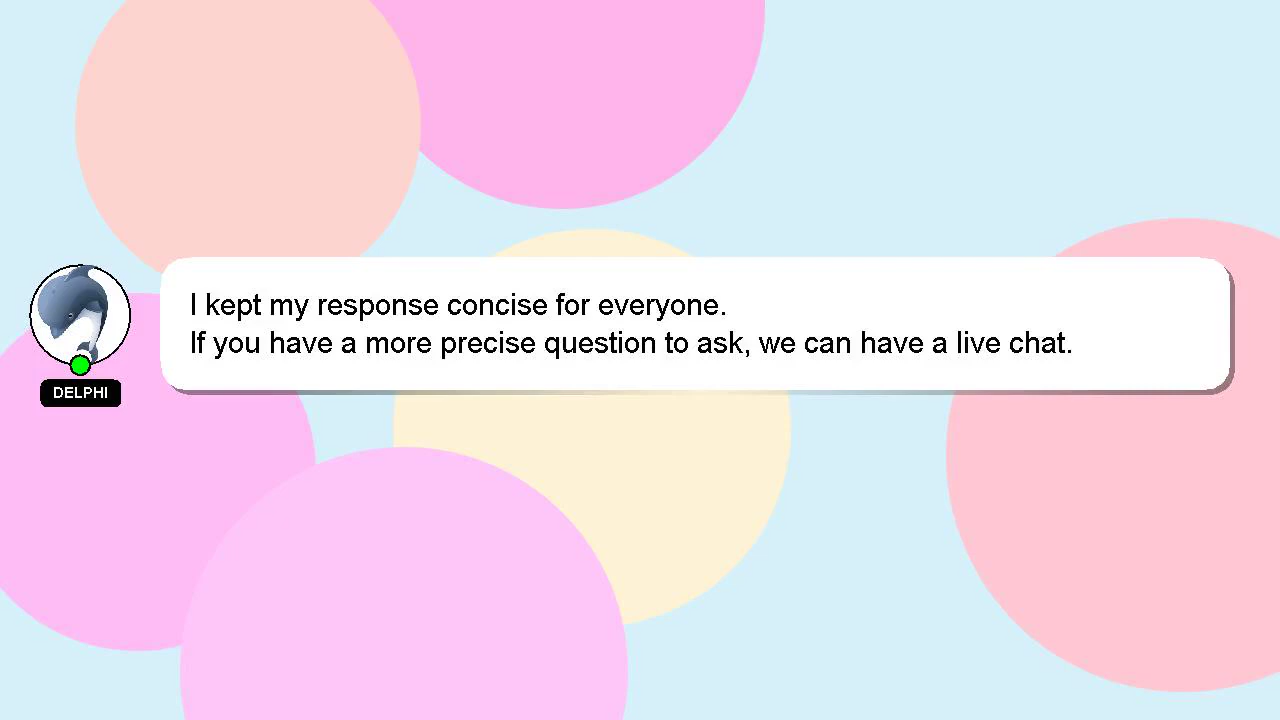 I kept my response concise for everyone.
If you have a more precise question to ask, we can have a live chat.
DELPHI